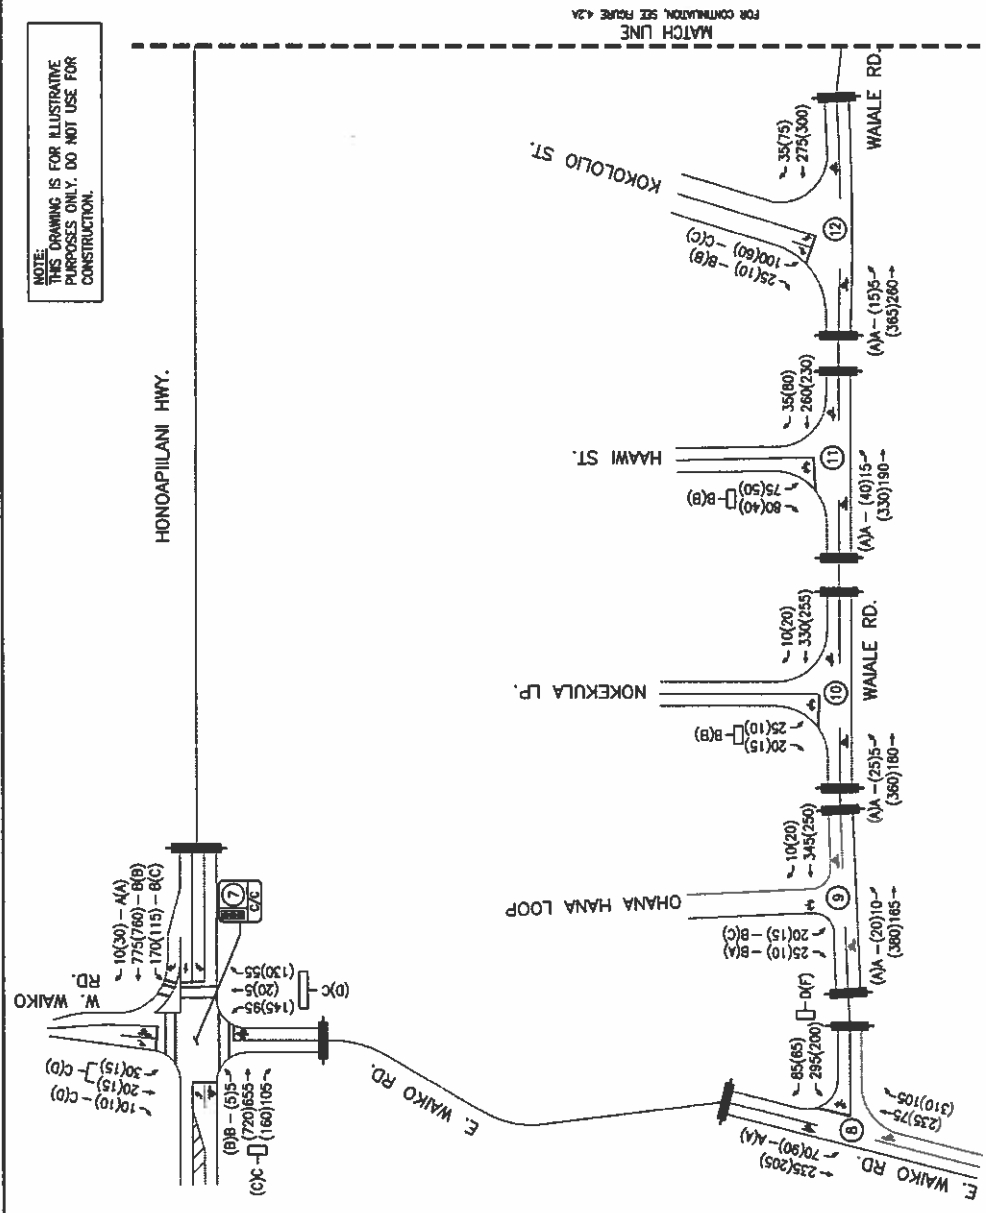 FOR CONTINUATION, SEE FIGURE 4.2A
MATCH LINE
NOTE:
THIS DRAWING IS FOR ILLUSTRATIVE
PURPOSES ONLY. DO NOT USE FOR
CONSTRUCTION.
WAIALE RD.
35(75)
275(300)
KOKOLOLIO ST.
12
25(10) - B(B)
100(60) - C(C)
(A)A - (15)5
(365)260
HONOAPIILANI HWY.
35(80)
260(230)
HAAWI ST.
11
80(40)
75(50)
B(B)
(A)A - (40)15
(330)190
10(20)
330(255)
WAIALE RD.
NOKEKULA LP.
10
20(15)
25(10)
B(B)
(A)A - (25)5
(360)180
10(20)
345(250)
OHANA HANA LOOP
9
25(10) - B(A)
20(15) - B(C)
(A)A - (20)10
(380)165
10(30) - A(A)
775(760) - B(B)
170(115) - B(C)
7
C/C
W. WAIKO
RD.
(130)55
(20)5
(145)95
(D)C
30(15)
20(15)
C(D)
10(10) - C(D)
(B)B - (5)5
(720)655
(160)105
(C)C
E. WAIKO RD.
D(F)
85(65)
295(200)
8
70(90) - A(A)
235(205)
(235)75
(310)105
E. WAIKO RD.